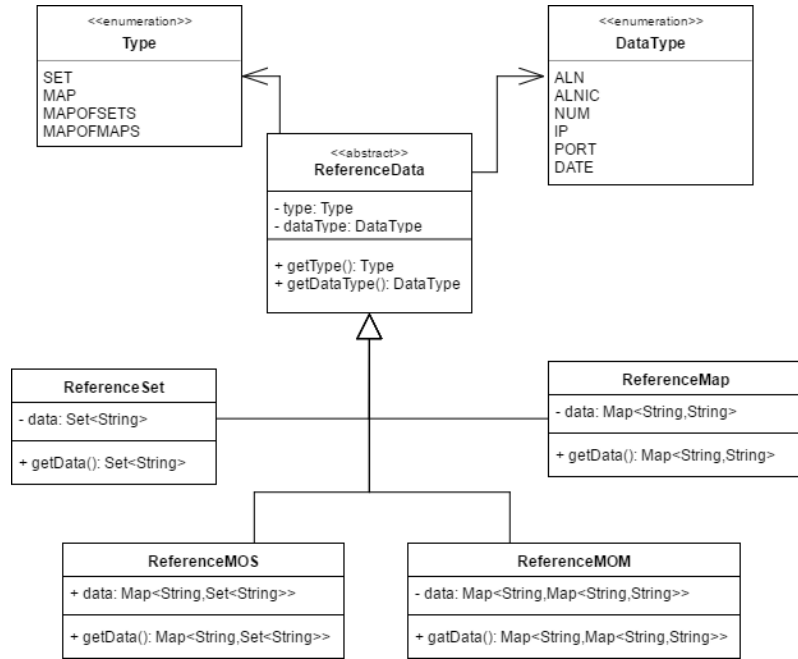 <<enumeration>>
Type
SET
MAP
MAPOFSETS
MAPOFMAPS
<<enumeration>>
DataType
ALN
ALNIC
NUM
IP
PORT
DATE
<<abstract>>
ReferenceData
- type: Type
- dataType: DataType
+ getType(): Type
+ getDataType(): DataType
ReferenceSet
- data: Set<String>
+ getData(): Set<String>
ReferenceMap
- data: Map<String,String>
+ getData(): Map<String,String>
ReferenceMOS
+ data: Map<String,Set<String>>
+ getData(): Map<String,Set<String>>
ReferenceMOM
- data: Map<String,Map<String,String>>
+ gatData(): Map<String,Map<String,String>>